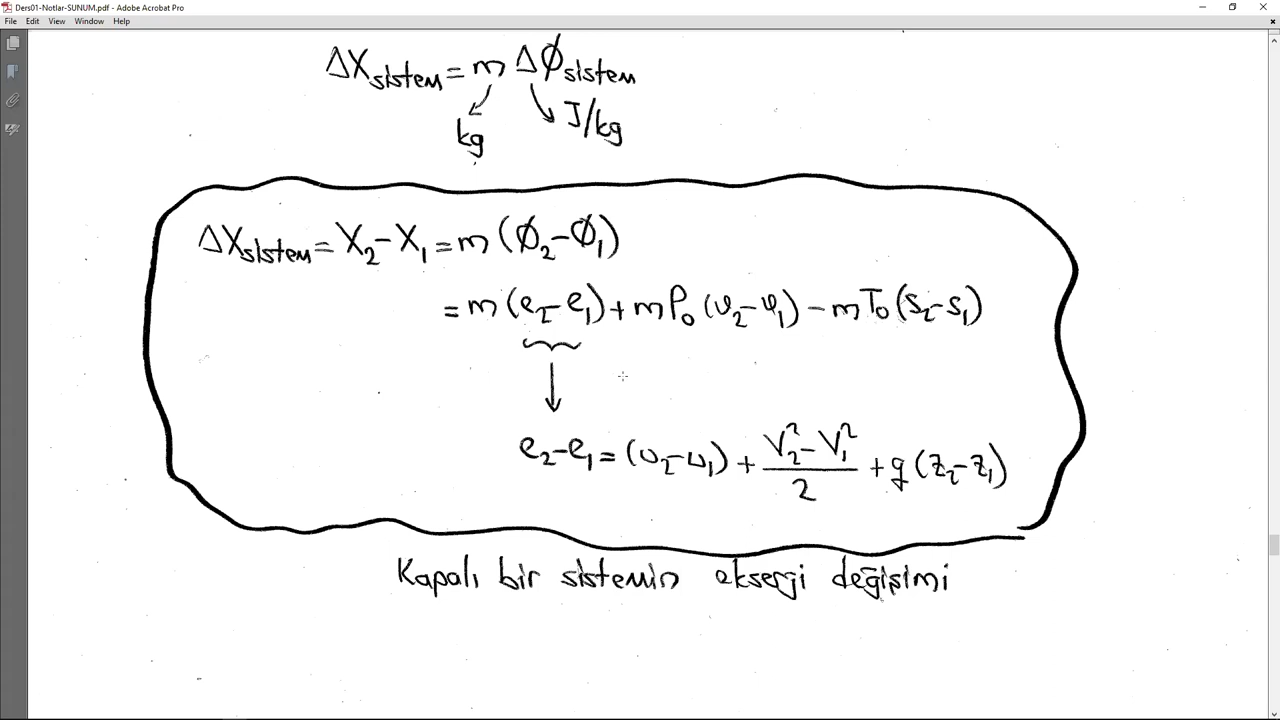 Ders01-Notlar-SUNUM.pdf - Adobe Acrobat Pro
File Edit View Window Help
ΔX_sistem = m Δϕ_sistem
kg J/kg
ΔX_sistem = X₂ - X₁ = m (ϕ₂ - ϕ₁)
= m (e₂ - e₁) + m P₀ (v₂ - v₁) - m T₀ (s₂ - s₁)
e₂ - e₁ = (u₂ - u₁) + (V₂² - V₁²)/2 + g (z₂ - z₁)
Kapalı bir sistemin ekserji değişimi